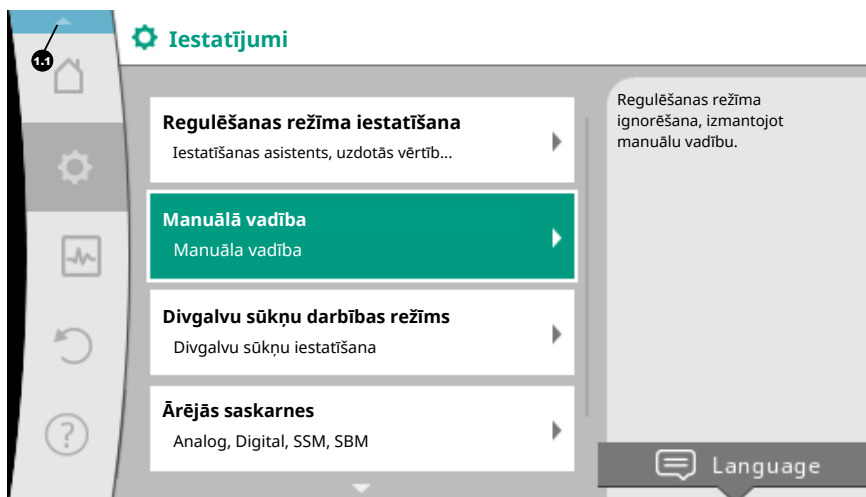 1.1
Iestatījumi
Regulēšanas režīma iestatīšana
Iestatīšanas asistents, uzdotās vērtīb...
Manuālā vadība
Manuāla vadība
Divgalvu sūkņu darbības režīms
Divgalvu sūkņu iestatīšana
Ārējās saskarnes
Analog, Digital, SSM, SBM
Regulēšanas režīma
ignorēšana, izmantojot
manuālu vadību.
Language